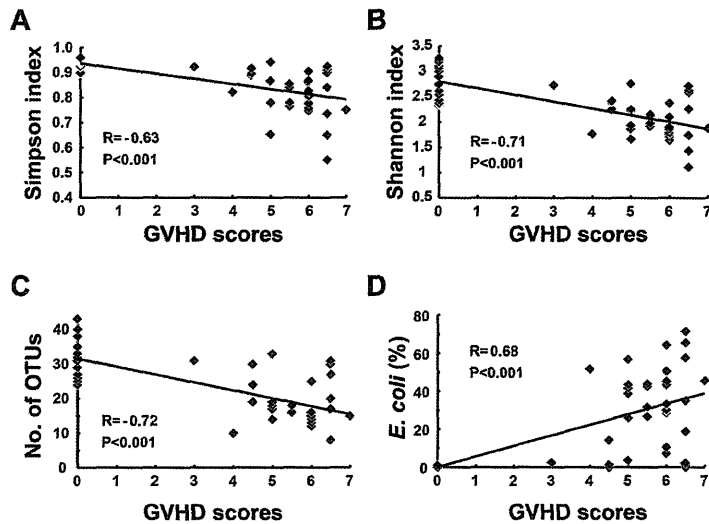 A
Simpson index
1.0
0.9
0.8
0.7
0.6
0.5
0.4
R=-0.63
P<0.001
0 1 2 3 4 5 6 7
GVHD scores
B
Shannon index
3.5
3
2.5
2
1.5
1
0.5
R=-0.71
P<0.001
0 1 2 3 4 5 6 7
GVHD scores
C
No. of OTUs
40
30
20
10
0
R=-0.72
P<0.001
0 1 2 3 4 5 6 7
GVHD scores
D
E. coli (%)
80
60
40
20
0
R=0.68
P<0.001
0 1 2 3 4 5 6 7
GVHD scores